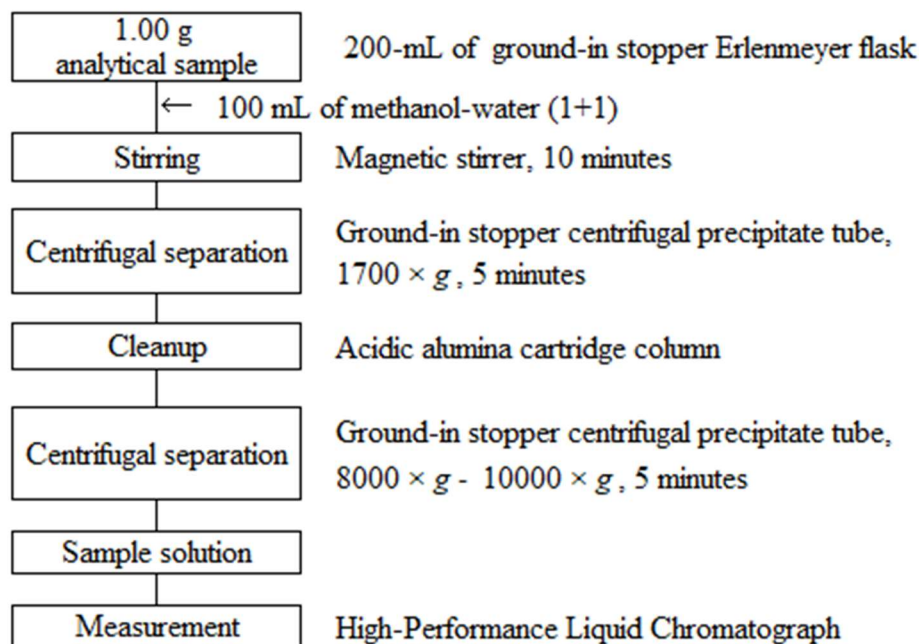 1.00 g
analytical sample
200-mL of ground-in stopper Erlenmeyer flask
← 100 mL of methanol-water (1+1)
Stirring
Magnetic stirrer, 10 minutes
Centrifugal separation
Ground-in stopper centrifugal precipitate tube,
1700 × g , 5 minutes
Cleanup
Acidic alumina cartridge column
Centrifugal separation
Ground-in stopper centrifugal precipitate tube,
8000 × g - 10000 × g , 5 minutes
Sample solution
Measurement
High-Performance Liquid Chromatograph